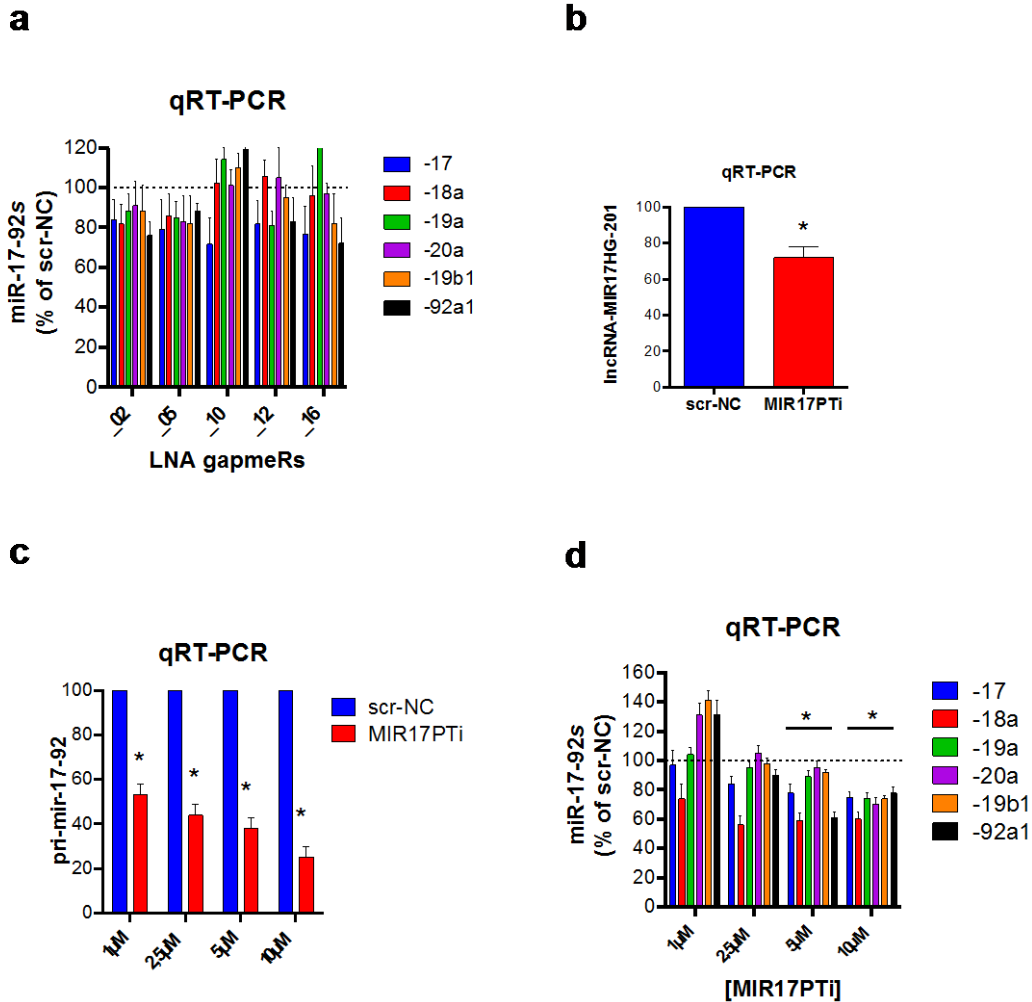 a
qRT-PCR
miR-17-92s
(% of scr-NC)
120
100
80
60
40
20
0
_02
_05
_10
_12
_16
LNA gapmeRs
-17
-18a
-19a
-20a
-19b1
-92a1
b
qRT-PCR
lncRNA-MIR17HG-201
100
80
60
40
20
0
*
scr-NC
MIR17PTi
c
qRT-PCR
pri-mir-17-92
100
80
60
40
20
0
*
*
*
*
1µM
2.5µM
5µM
10µM
scr-NC
MIR17PTi
d
qRT-PCR
miR-17-92s
(% of scr-NC)
160
140
120
100
80
60
40
20
0
*
*
1µM
2.5µM
5µM
10µM
[MIR17PTi]
-17
-18a
-19a
-20a
-19b1
-92a1